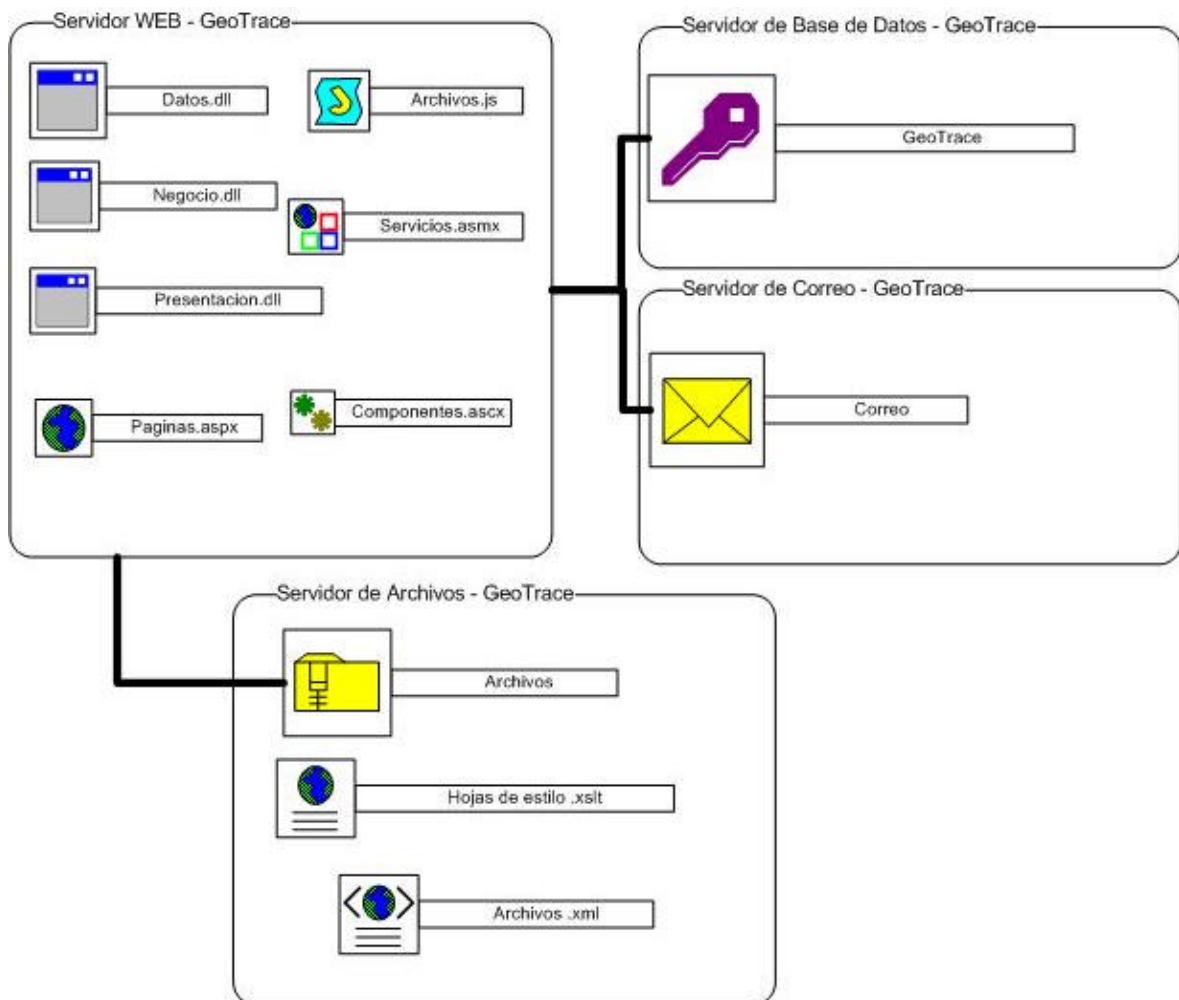 Servidor WEB - GeoTrace
Datos.dll
Archivos.js
Negocio.dll
Servicios.asmx
Presentacion.dll
Paginas.aspx
Componentes.ascx
Servidor de Base de Datos - GeoTrace
GeoTrace
Servidor de Correo - GeoTrace
Correo
Servidor de Archivos - GeoTrace
Archivos
Hojas de estilo .xslt
Archivos .xml